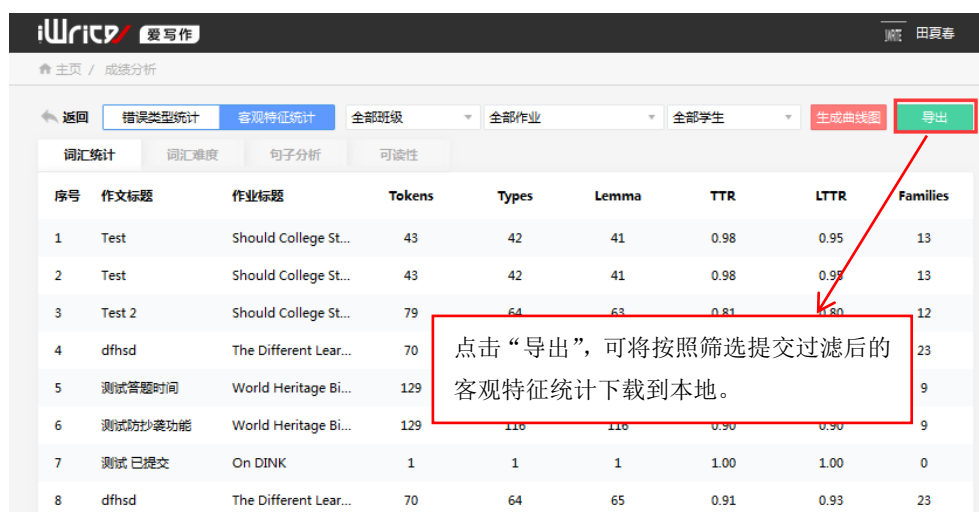 iWrite 爱写作
田夏春
主页 / 成绩分析
返回 错误类型统计 客观特征统计 全部班级 全部作业 全部学生 生成曲线图 导出
词汇统计 词汇难度 句子分析 可读性
序号 作文标题 作业标题 Tokens Types Lemma TTR LTTR Families
1 Test Should College St... 43 42 41 0.98 0.95 13
2 Test Should College St... 43 42 41 0.98 0.95 13
3 Test 2 Should College St... 79 64 63 0.81 0.80 12
4 dfhsd The Different Lear... 70 23
点击“导出”，可将按照筛选提交过滤后的
客观特征统计下载到本地。
5 测试答题时间 World Heritage Bi... 129 9
6 测试防抄袭功能 World Heritage Bi... 129 116 116 0.90 0.90 9
7 测试 已提交 On DINK 1 1 1 1.00 1.00 0
8 dfhsd The Different Lear... 70 64 65 0.91 0.93 23